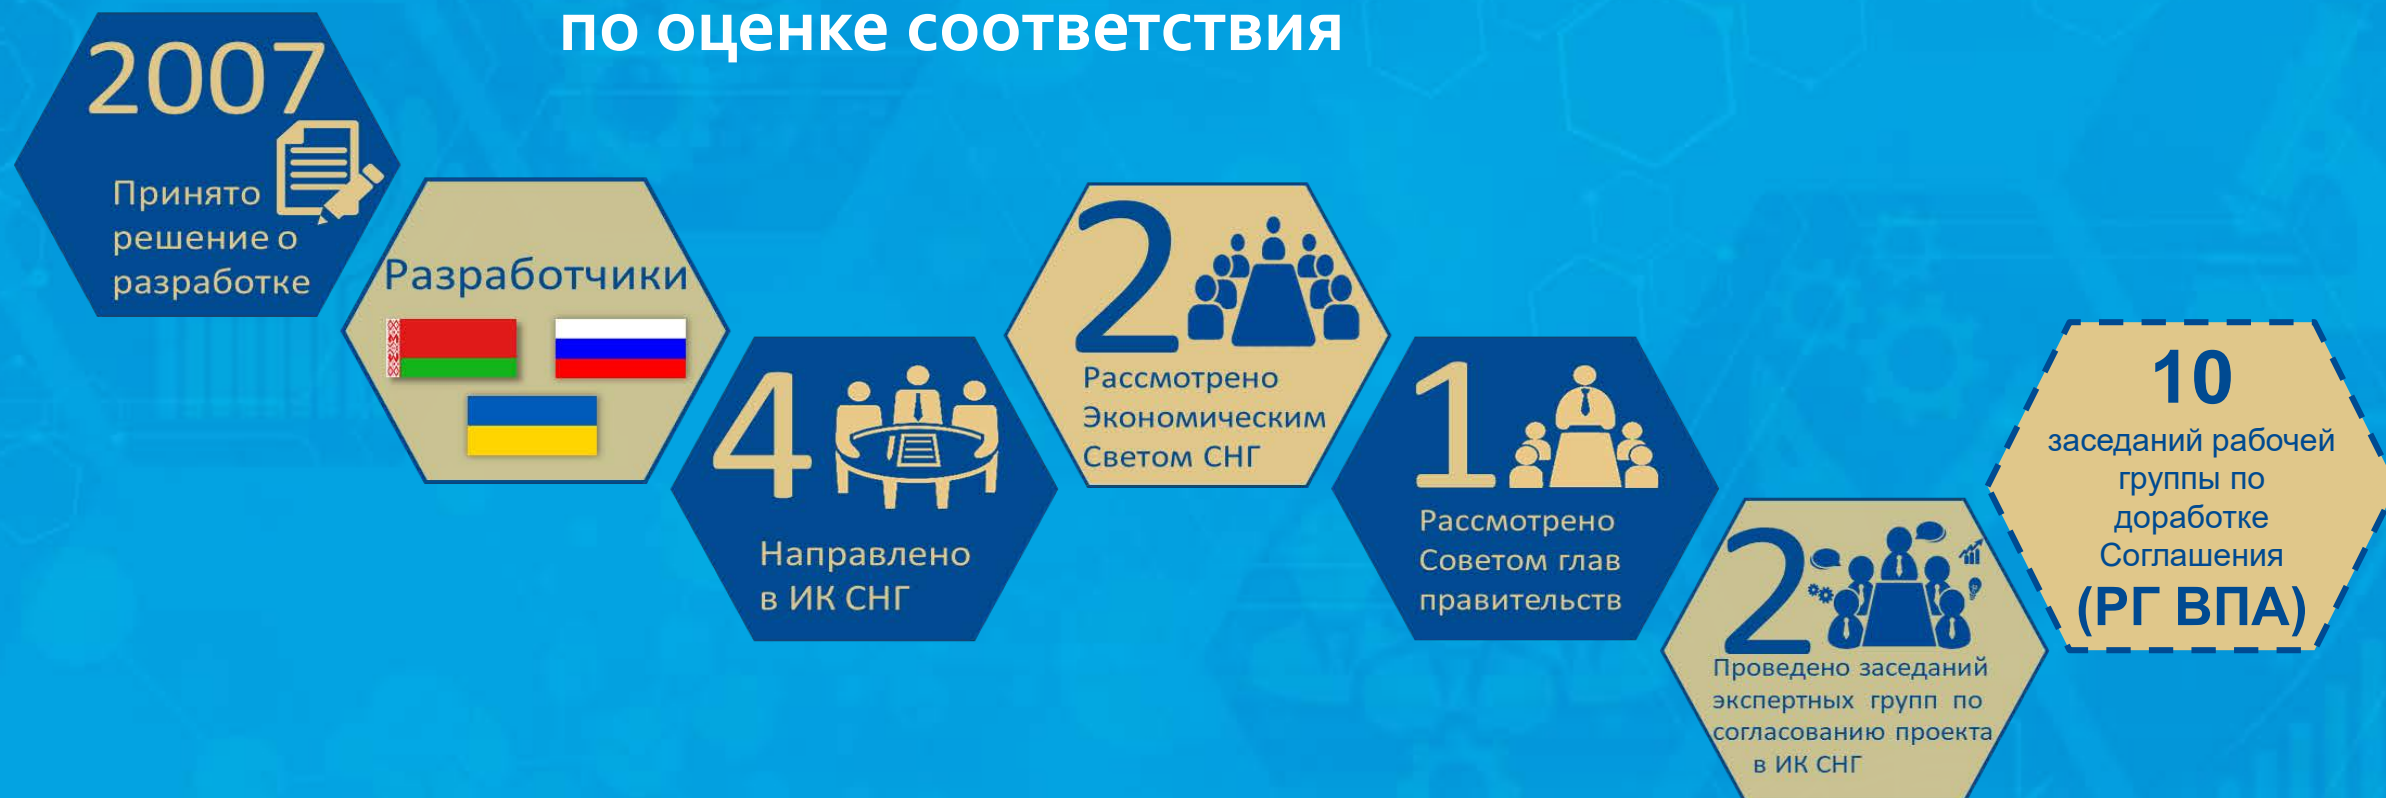 по оценке соответствия
2007
Принято
решение о
разработке
Разработчики
4
Направлено
в ИК СНГ
2
Рассмотрено
Экономическим
Светом СНГ
1
Рассмотрено
Советом глав
правительств
2
Проведено заседаний
экспертных групп по
согласованию проекта
в ИК СНГ
10
заседаний рабочей
группы по
доработке
Соглашения
(РГ ВПА)